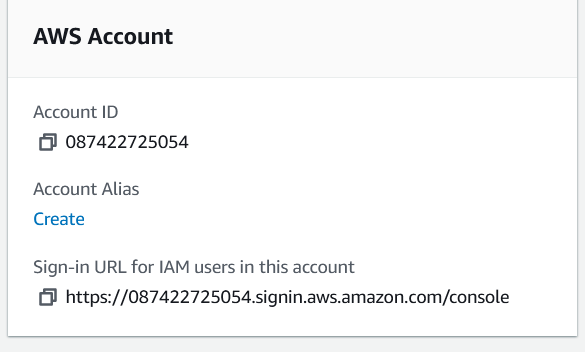 AWS Account
Account ID
087422725054
Account Alias
Create
Sign-in URL for IAM users in this account
https://087422725054.signin.aws.amazon.com/console